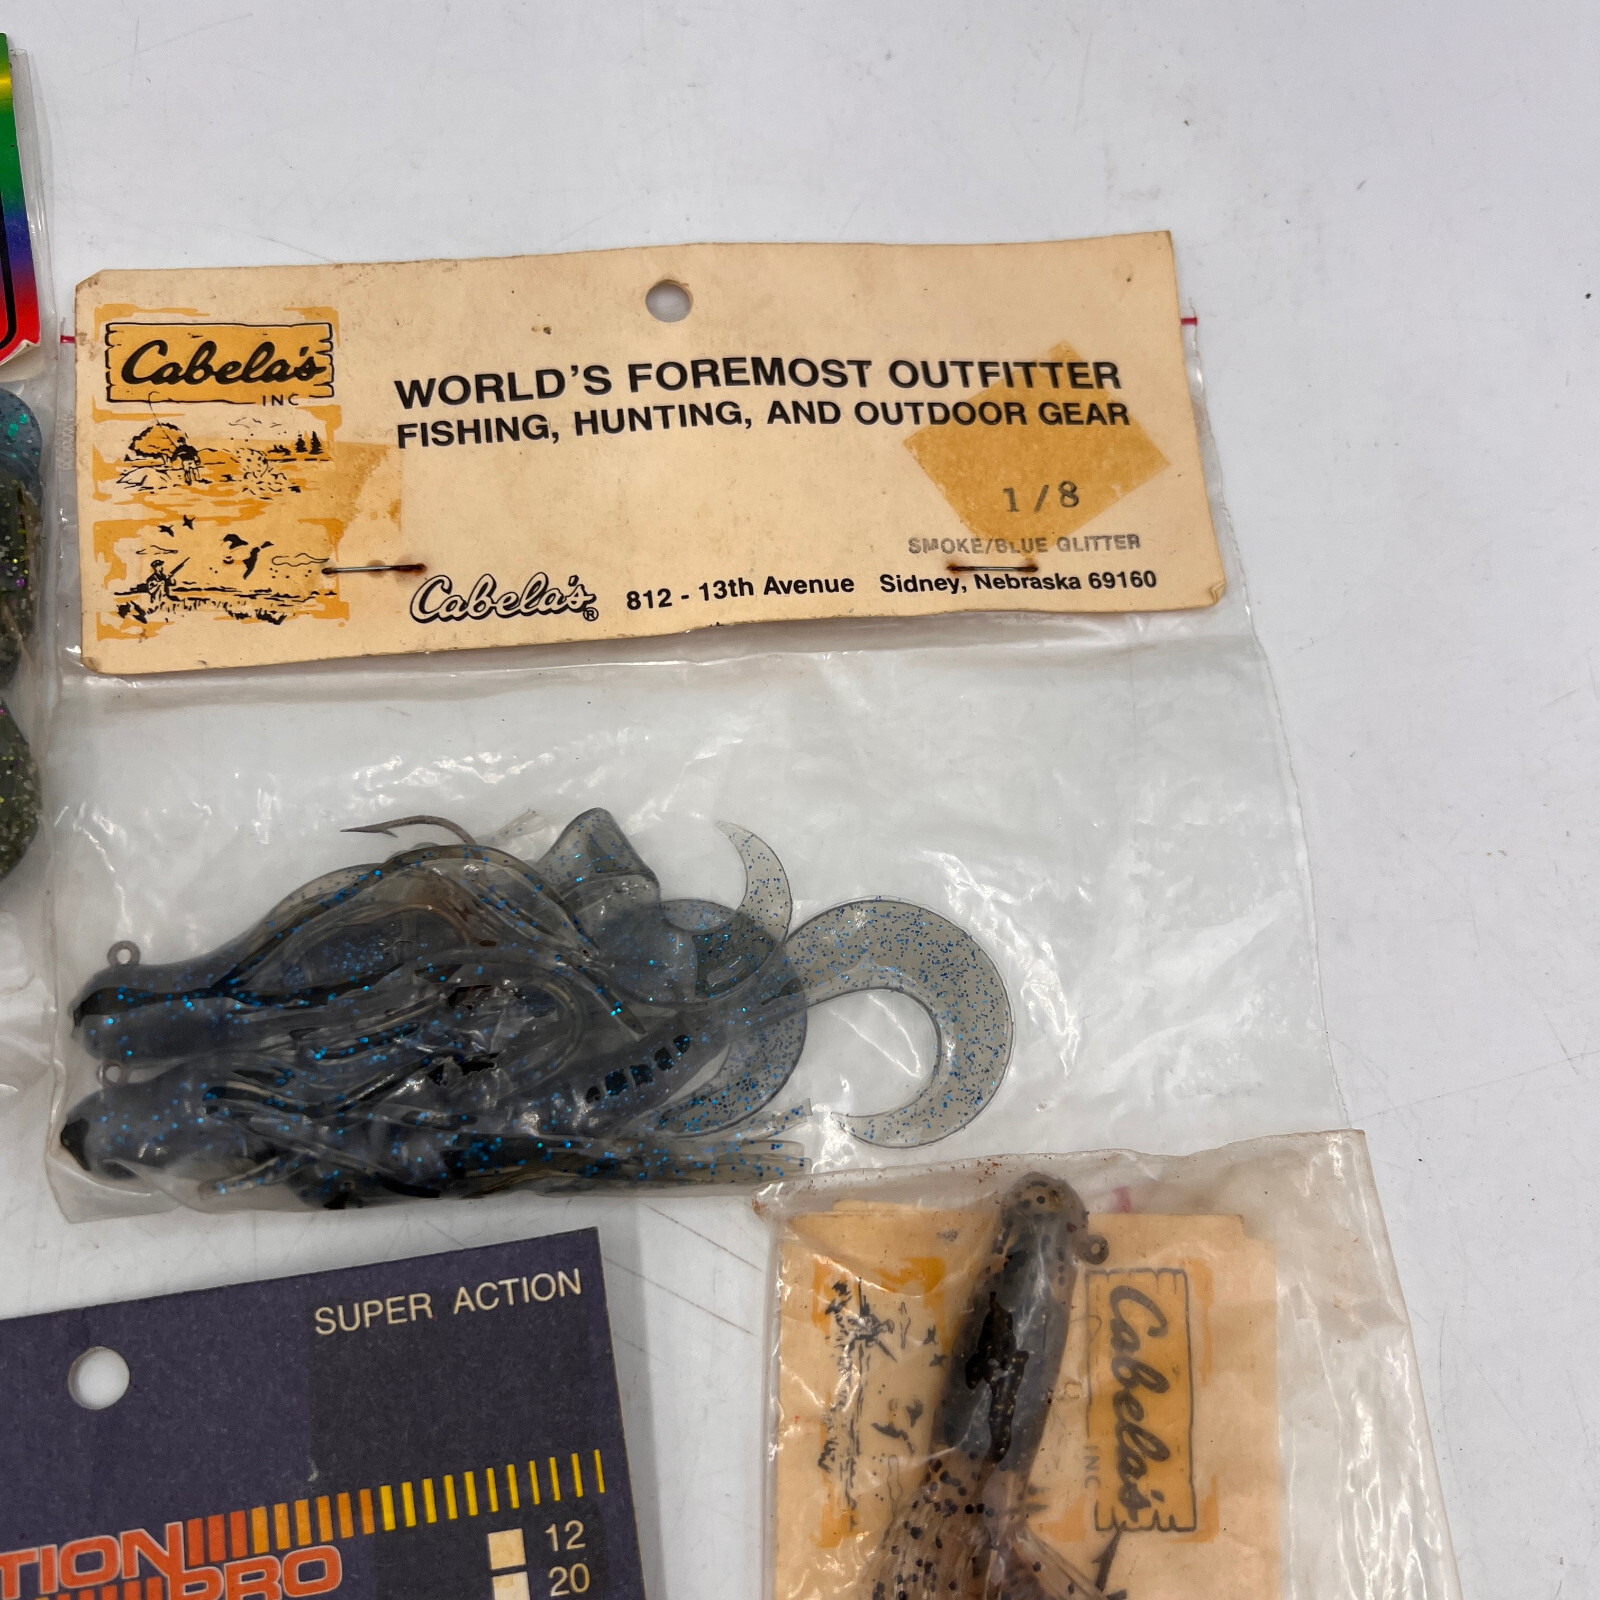 Cabela's
INC
WORLD'S FOREMOST OUTFITTER
FISHING, HUNTING, AND OUTDOOR GEAR
1/8
SMOKE/BLUE GLITTER
Cabela's® 812 - 13th Avenue Sidney, Nebraska 69160
SUPER ACTION
TION
PRO
12
20
Cabela's
INC